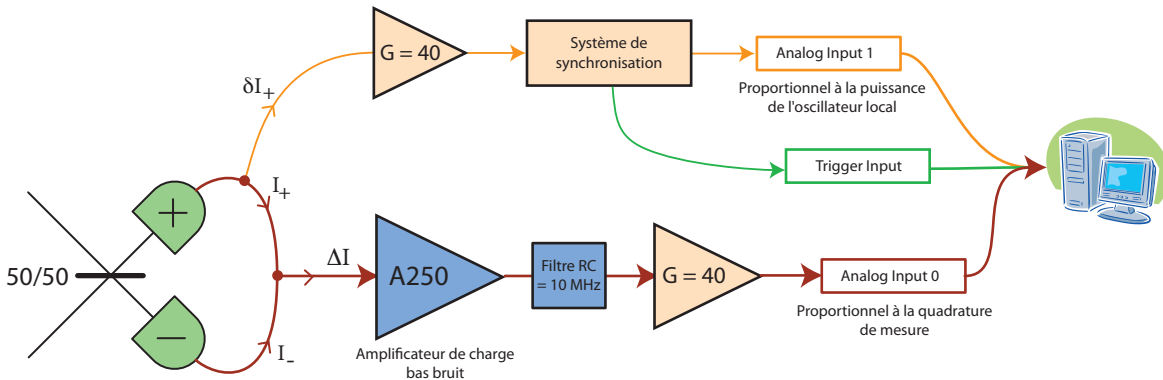 G = 40
Système de
synchronisation
Analog Input 1
Proportionnel à la puissance
de l'oscillateur local
δI+
Trigger Input
+
I+
50/50
ΔI
A250
Filtre RC
= 10 MHz
G = 40
Analog Input 0
Proportionnel à la quadrature
de mesure
−
I-
Amplificateur de charge
bas bruit